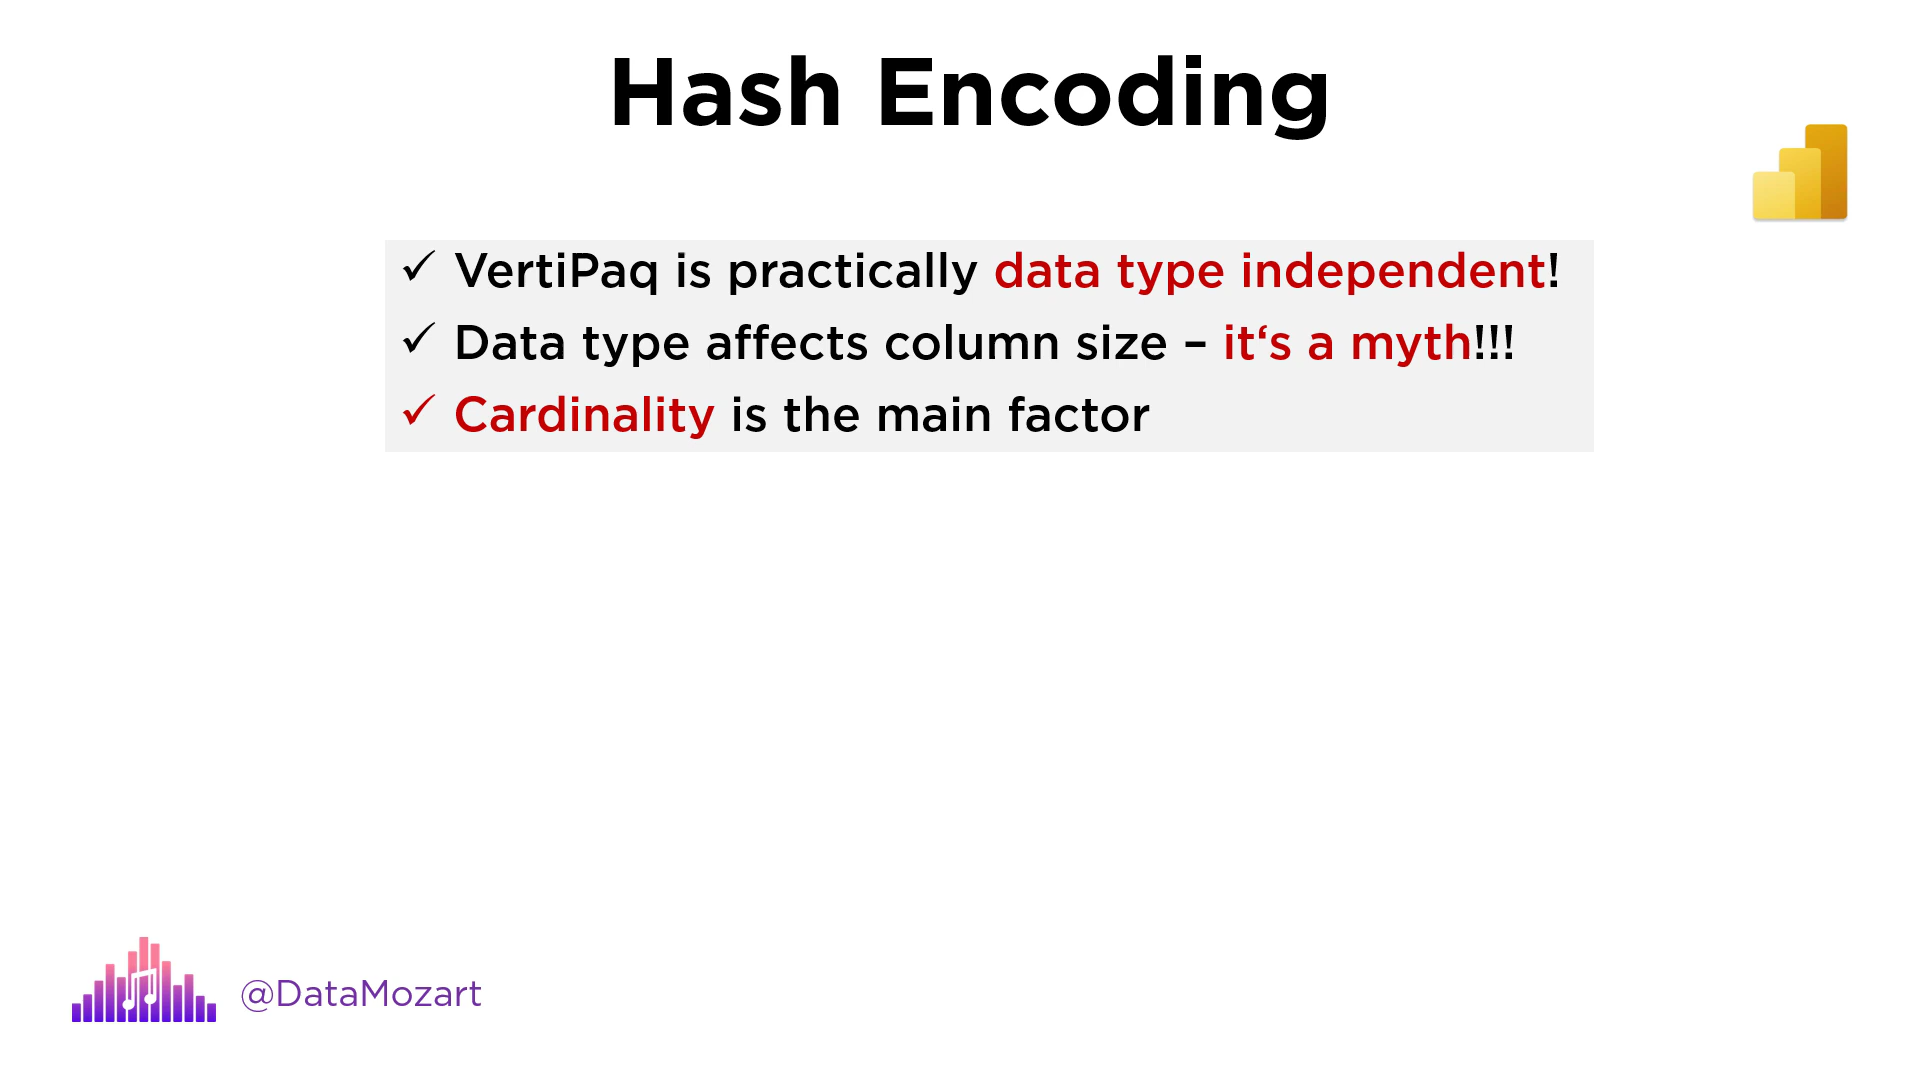 Hash Encoding
✓ VertiPaq is practically data type independent!
✓ Data type affects column size – it‘s a myth!!!
✓ Cardinality is the main factor
@DataMozart